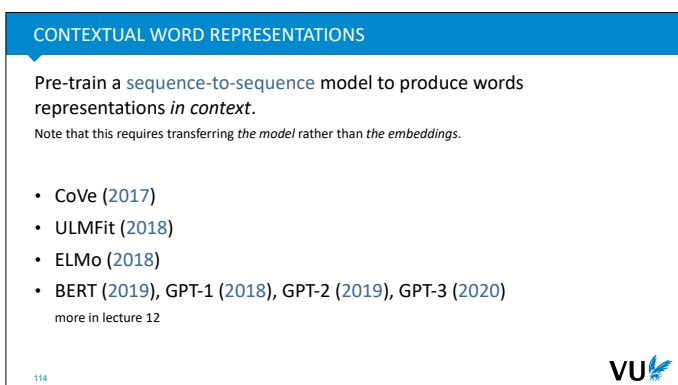 CONTEXTUAL WORD REPRESENTATIONS
Pre-train a sequence-to-sequence model to produce words
representations in context.
Note that this requires transferring the model rather than the embeddings.
• CoVe (2017)
• ULMFit (2018)
• ELMo (2018)
• BERT (2019), GPT-1 (2018), GPT-2 (2019), GPT-3 (2020)
more in lecture 12
114
VU